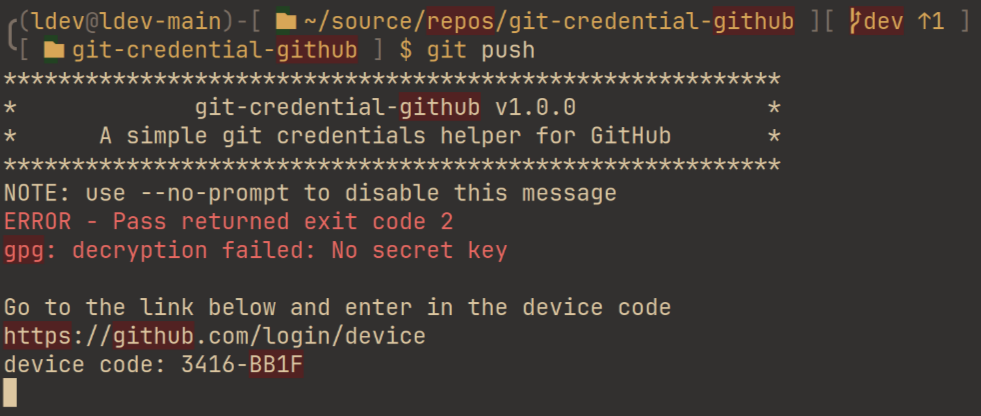 (ldev@ldev-main)-[ ~/source/repos/git-credential-github ][ dev ↑1 ]
[ git-credential-github ] $ git push
*********************************************************
* git-credential-github v1.0.0 *
* A simple git credentials helper for GitHub *
*********************************************************
NOTE: use --no-prompt to disable this message
ERROR - Pass returned exit code 2
gpg: decryption failed: No secret key
Go to the link below and enter in the device code
https://github.com/login/device
device code: 3416-BB1F